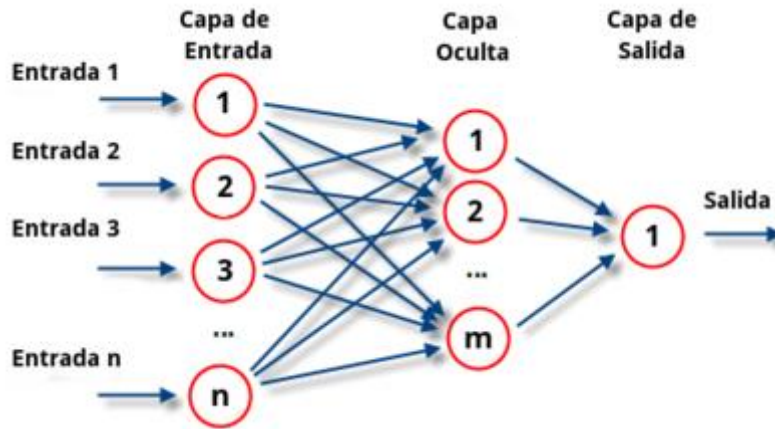 Capa de
Entrada
Capa
Oculta
Capa de
Salida
Entrada 1
1
Entrada 2
2
Entrada 3
3
...
Entrada n
n
1
2
...
m
1
Salida